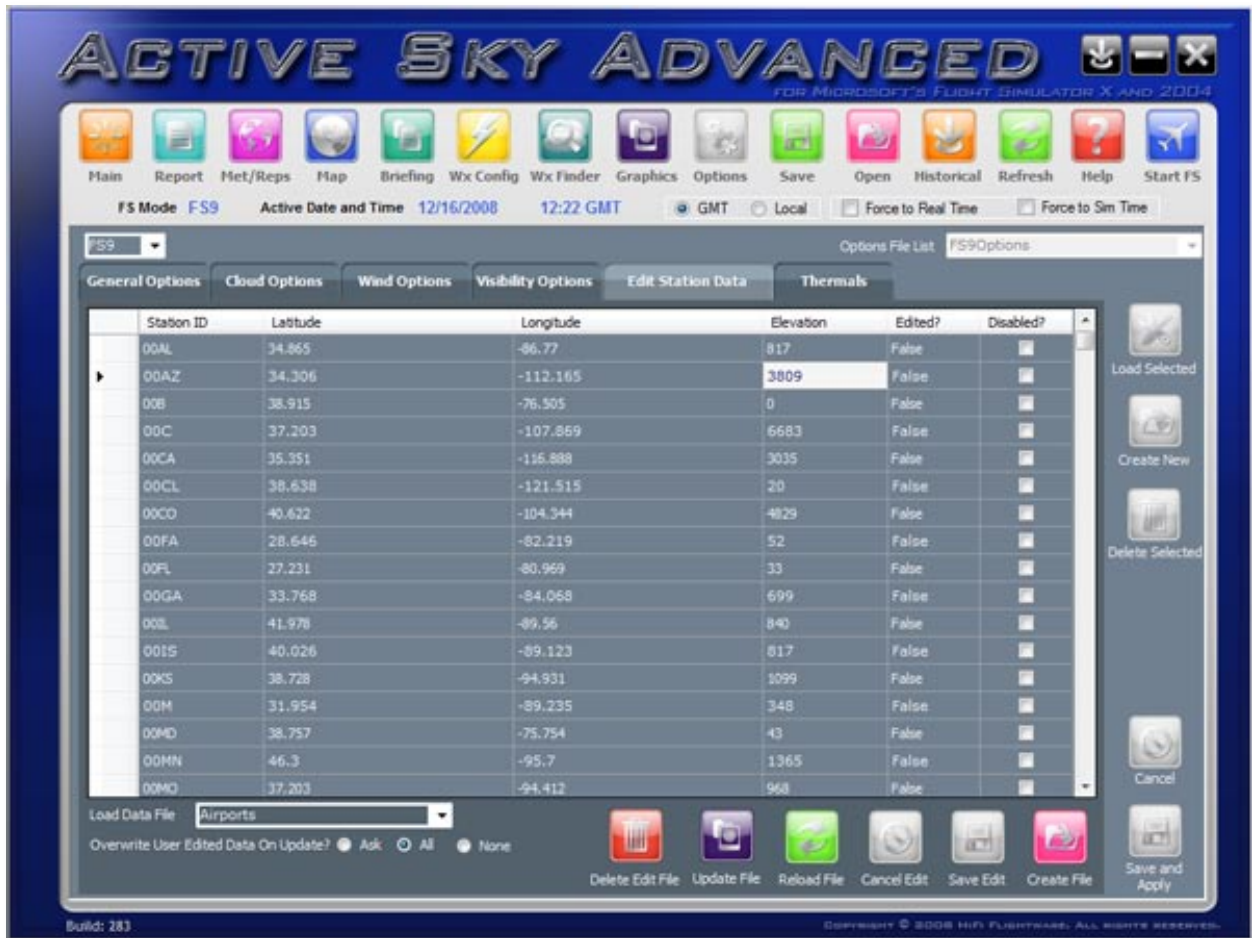 ACTIVE SKY ADVANCED
FOR MICROSOFT'S FLIGHT SIMULATOR X AND 2004
Main Report Met/Reps Map Briefing Wx Config Wx Finder Graphics Options Save Open Historical Refresh Help Start FS
FS Mode FS9 Active Date and Time 12/16/2008 12:22 GMT GMT Local Force to Real Time Force to Sim Time
FS9 Options File List FS9Options
General Options Cloud Options Wind Options Visibility Options Edit Station Data Thermals
Station ID Latitude Longitude Elevation Edited? Disabled?
00AL 34.865 -86.77 817 False
00AZ 34.306 -112.165 3809 False
00B 38.915 -76.505 0 False
00C 37.203 -107.869 6683 False
00CA 35.351 -116.888 3035 False
00CL 38.638 -121.515 20 False
00CO 40.622 -104.344 4829 False
00FA 28.646 -82.219 52 False
00FL 27.231 -80.969 33 False
00GA 33.768 -84.068 699 False
00IL 41.978 -89.56 840 False
00IS 40.026 -89.123 817 False
00KS 38.728 -94.931 1099 False
00M 31.954 -89.235 348 False
00MD 38.757 -75.754 43 False
00MN 46.3 -95.7 1365 False
00MO 37.203 -94.412 968 False
Load Selected
Create New
Delete Selected
Cancel
Save and Apply
Load Data File Airports
Overwrite User Edited Data On Update? Ask All None
Delete Edit File Update File Reload File Cancel Edit Save Edit Create File
Build: 283
COPYRIGHT © 2008 HIFI FLIGHTWARE, ALL RIGHTS RESERVED.